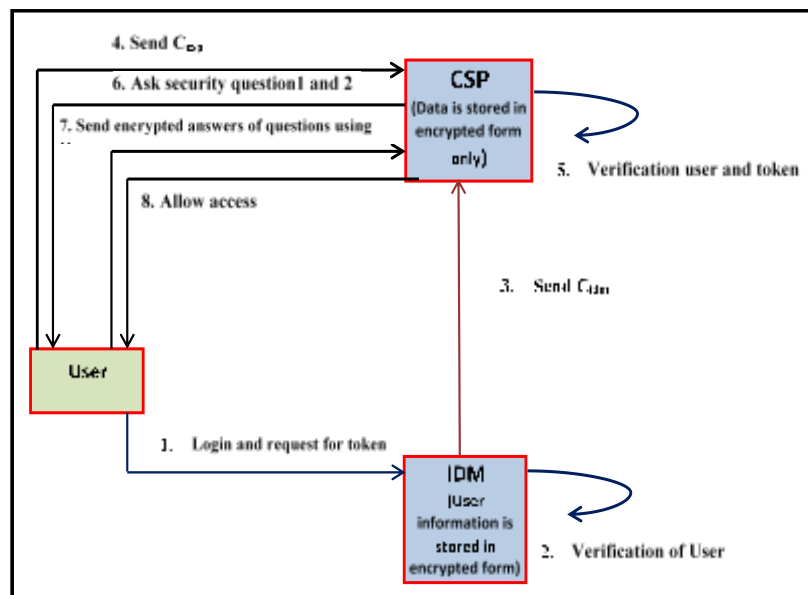 4. Send C
6. Ask security question1 and 2
7. Send encrypted answers of questions using
8. Allow access
CSP
(Data is stored in
encrypted form
only)
5. Verification user and token
3. Send C
User
1. Login and request for token
IDM
(User
information is
stored in
encrypted form)
2. Verification of User